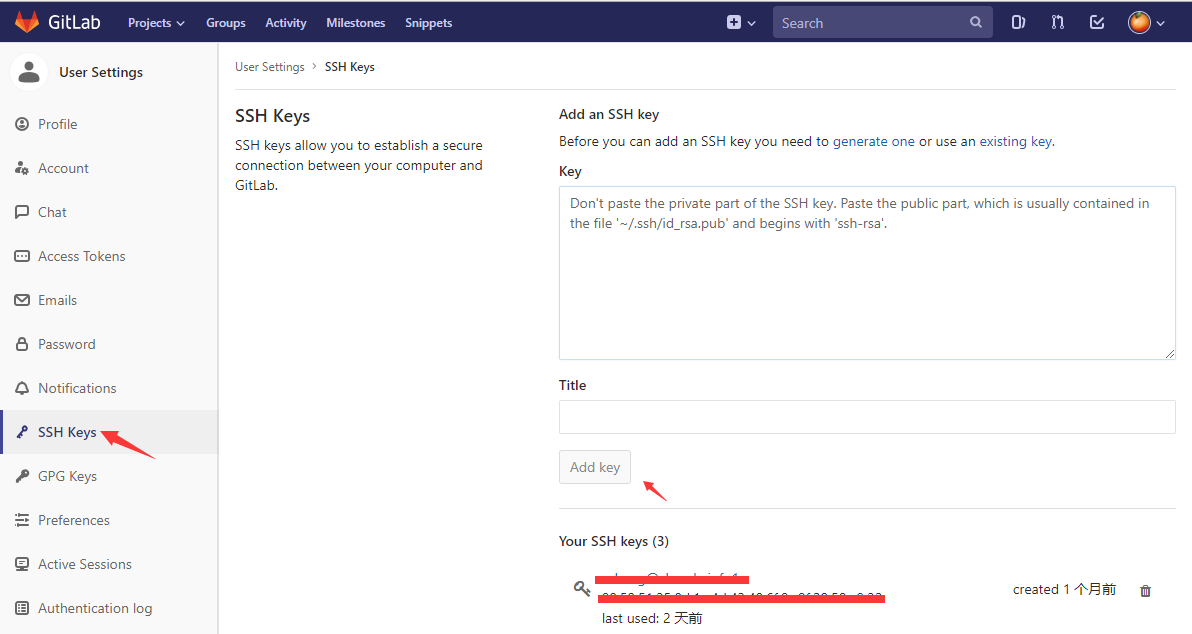 GitLab Projects Groups Activity Milestones Snippets Search
User Settings
Profile
Account
Chat
Access Tokens
Emails
Password
Notifications
SSH Keys
GPG Keys
Preferences
Active Sessions
Authentication log
User Settings › SSH Keys
SSH Keys
SSH keys allow you to establish a secure
connection between your computer and
GitLab.
Add an SSH key
Before you can add an SSH key you need to generate one or use an existing key.
Key
Don't paste the private part of the SSH key. Paste the public part, which is usually contained in
the file '~/.ssh/id_rsa.pub' and begins with 'ssh-rsa'.
Title
Add key
Your SSH keys (3)
last used: 2 天前
created 1 个月前